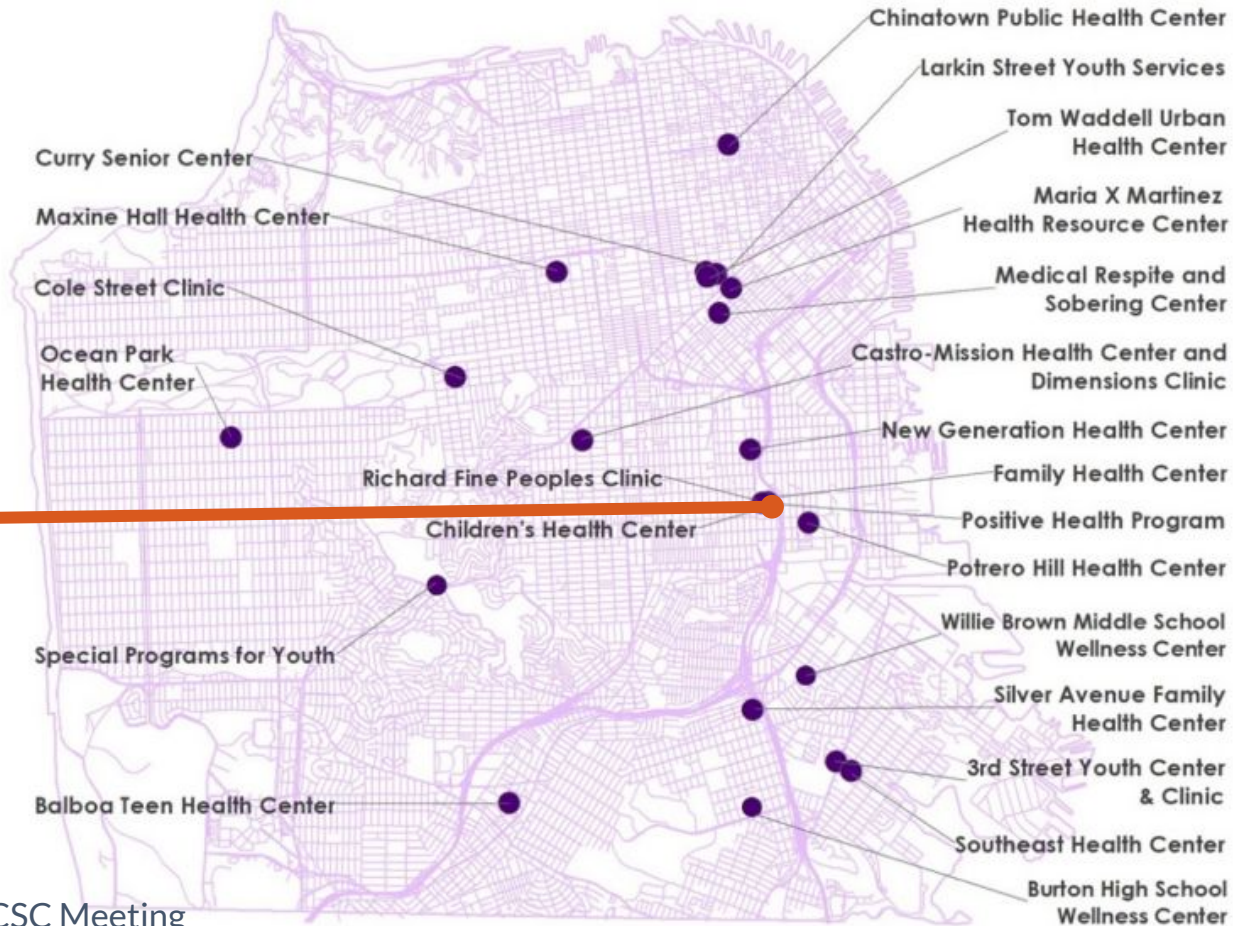 Chinatown Public Health Center
Larkin Street Youth Services
Tom Waddell Urban
Health Center
Curry Senior Center
Maria X Martinez
Health Resource Center
Maxine Hall Health Center
Medical Respite and
Sobering Center
Cole Street Clinic
Castro-Mission Health Center and
Dimensions Clinic
Ocean Park
Health Center
New Generation Health Center
Richard Fine Peoples Clinic
Family Health Center
Children's Health Center
Positive Health Program
Potrero Hill Health Center
Willie Brown Middle School
Wellness Center
Special Programs for Youth
Silver Avenue Family
Health Center
3rd Street Youth Center
& Clinic
Balboa Teen Health Center
Southeast Health Center
Burton High School
Wellness Center
CSC Meeting